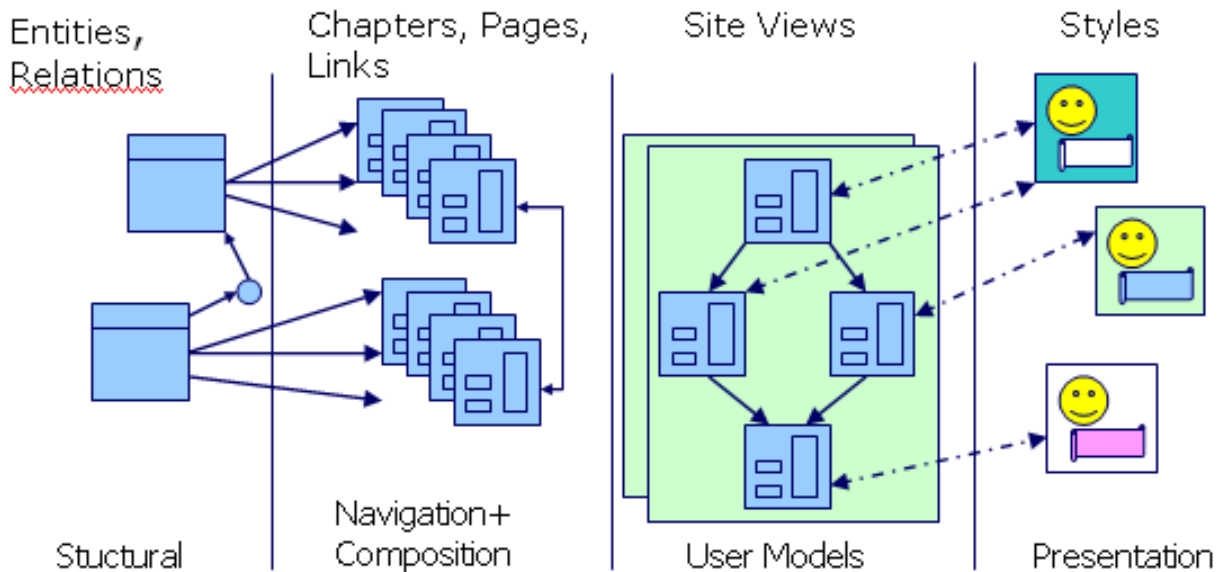 Entities,
Relations
Chapters, Pages,
Links
Site Views
Styles
Stuctural
Navigation+
Composition
User Models
Presentation